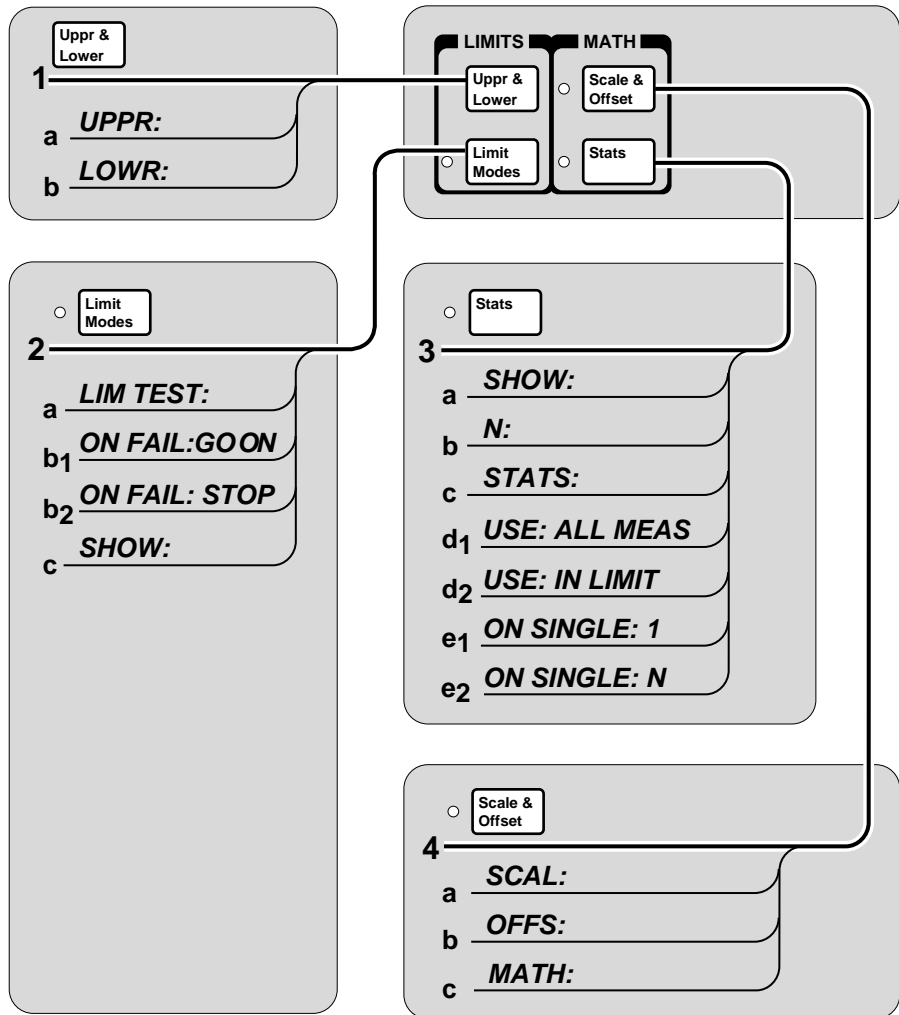 Uppr &
Lower
1
a UPPR:
b LOWR:
LIMITS MATH
Uppr &
Lower
Scale &
Offset
Limit
Modes
Stats
Limit
Modes
2
a LIM TEST:
b1 ON FAIL:GO ON
b2 ON FAIL: STOP
c SHOW:
Stats
3
a SHOW:
b N:
c STATS:
d1 USE: ALL MEAS
d2 USE: IN LIMIT
e1 ON SINGLE: 1
e2 ON SINGLE: N
Scale &
Offset
4
a SCAL:
b OFFS:
c MATH: